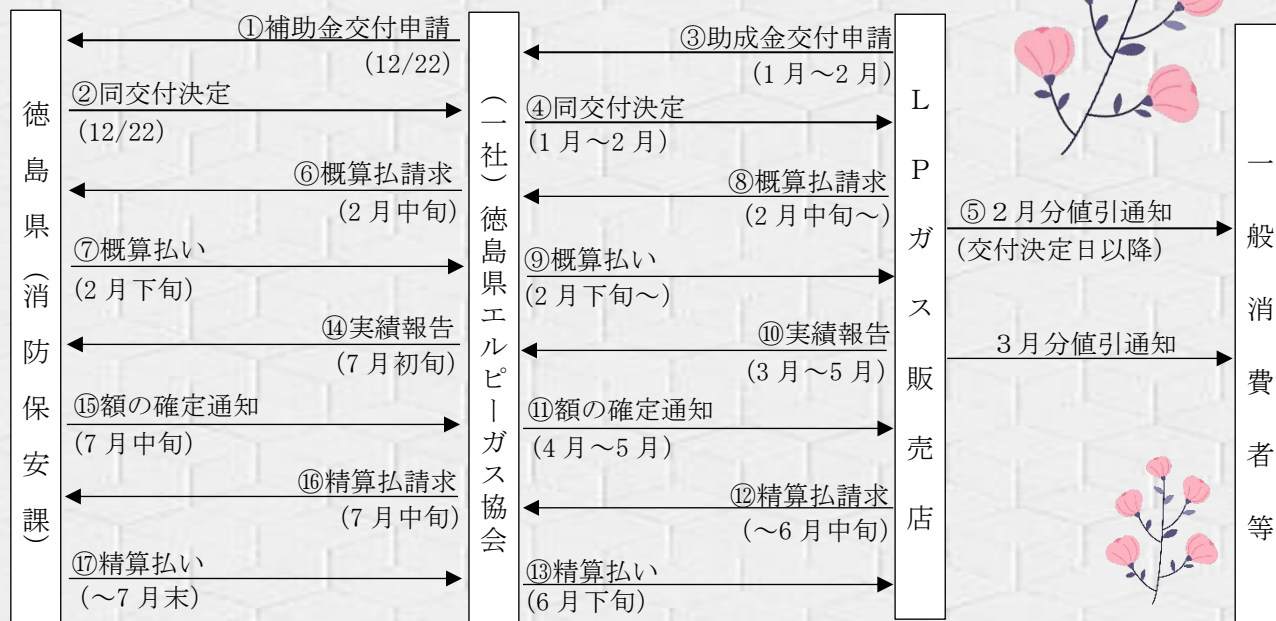 徳島県(消防保安課)
①補助金交付申請
(12/22)
②同交付決定
(12/22)
⑥概算払請求
(2月中旬)
⑦概算払い
(2月下旬)
⑭実績報告
(7月初旬)
⑮額の確定通知
(7月中旬)
⑯精算払請求
(7月中旬)
⑰精算払い
(～7月末)
(一社)徳島県エルピーガス協会
③助成金交付申請
(1月～2月)
④同交付決定
(1月～2月)
⑧概算払請求
(2月中旬～)
⑨概算払い
(2月下旬～)
⑩実績報告
(3月～5月)
⑪額の確定通知
(4月～5月)
⑫精算払請求
(～6月中旬)
⑬精算払い
(6月下旬)
LPガス販売店
⑤２月分値引通知
(交付決定日以降)
３月分値引通知
一般消費者等